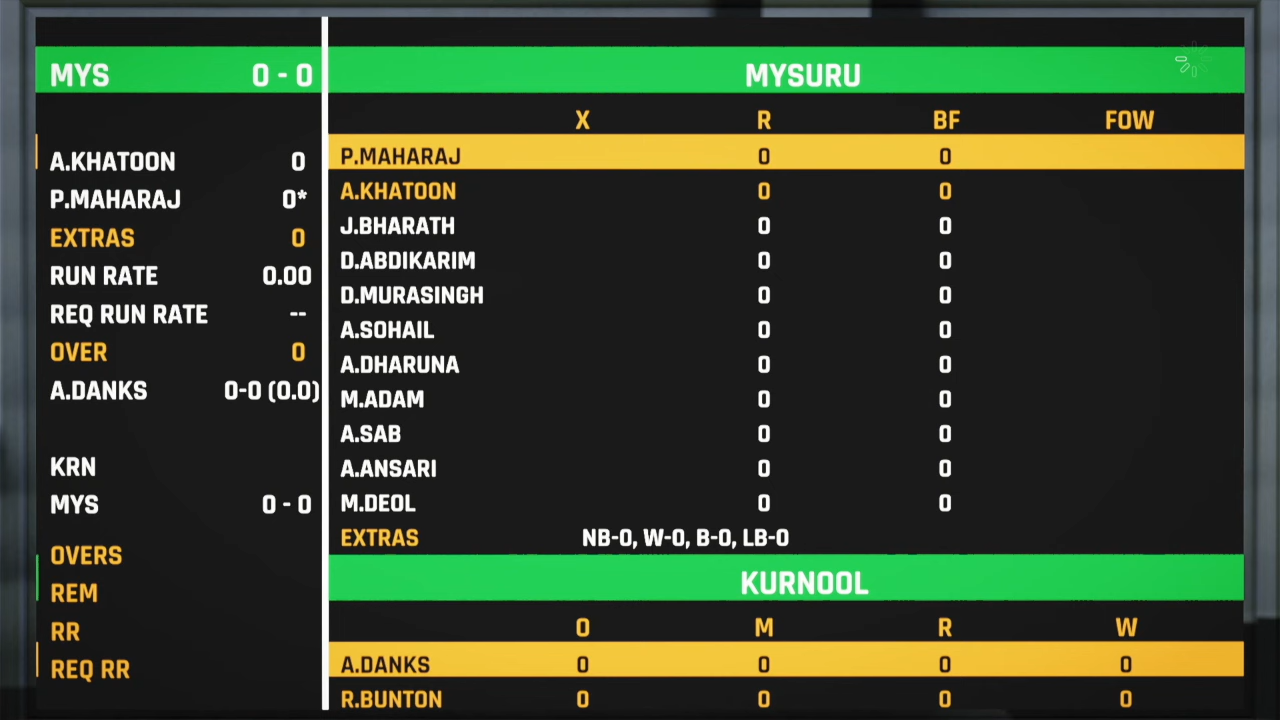 MYS 0 - 0
A.KHATOON 0
P.MAHARAJ 0*
EXTRAS 0
RUN RATE 0.00
REQ RUN RATE --
OVER 0
A.DANKS 0-0 (0.0)
KRN
MYS 0 - 0
OVERS
REM
RR
REQ RR
MYSURU
X R BF FOW
P.MAHARAJ 0 0
A.KHATOON 0 0
J.BHARATH 0 0
D.ABDIKARIM 0 0
D.MURASINGH 0 0
A.SOHAIL 0 0
A.DHARUNA 0 0
M.ADAM 0 0
A.SAB 0 0
A.ANSARI 0 0
M.DEOL 0 0
EXTRAS NB-0, W-0, B-0, LB-0
KURNOOL
O M R W
A.DANKS 0 0 0 0
R.BUNTON 0 0 0 0